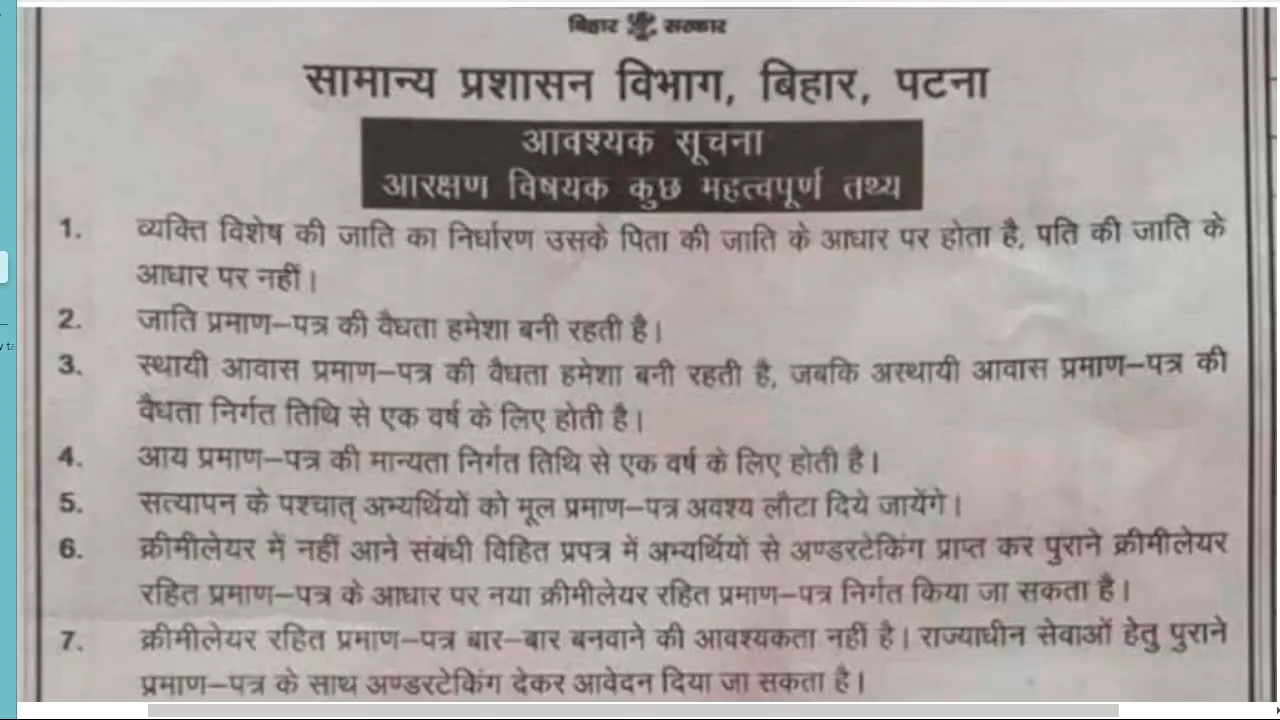 बिहार सरकार
सामान्य प्रशासन विभाग, बिहार, पटना
आवश्यक सूचना
आरक्षण विषयक कुछ महत्वपूर्ण तथ्य
1. व्यक्ति विशेष की जाति का निर्धारण उसके पिता की जाति के आधार पर होता है, पति की जाति के
आधार पर नहीं।
2. जाति प्रमाण–पत्र की वैधता हमेशा बनी रहती है।
3. स्थायी आवास प्रमाण–पत्र की वैधता हमेशा बनी रहती है, जबकि अस्थायी आवास प्रमाण–पत्र की
वैधता निर्गत तिथि से एक वर्ष के लिए होती है।
4. आय प्रमाण–पत्र की मान्यता निर्गत तिथि से एक वर्ष के लिए होती है।
5. सत्यापन के पश्चात् अभ्यर्थियों को मूल प्रमाण–पत्र अवश्य लौटा दिये जायेंगे।
6. क्रीमीलेयर में नहीं आने संबंधी विहित प्रपत्र में अभ्यर्थियों से अण्डरटेकिंग प्राप्त कर पुराने क्रीमीलेयर
रहित प्रमाण–पत्र के आधार पर नया क्रीमीलेयर रहित प्रमाण–पत्र निर्गत किया जा सकता है।
7. क्रीमीलेयर रहित प्रमाण–पत्र बार–बार बनवाने की आवश्यकता नहीं है। राज्याधीन सेवाओं हेतु पुराने
प्रमाण–पत्र के साथ अण्डरटेकिंग देकर आवेदन दिया जा सकता है।